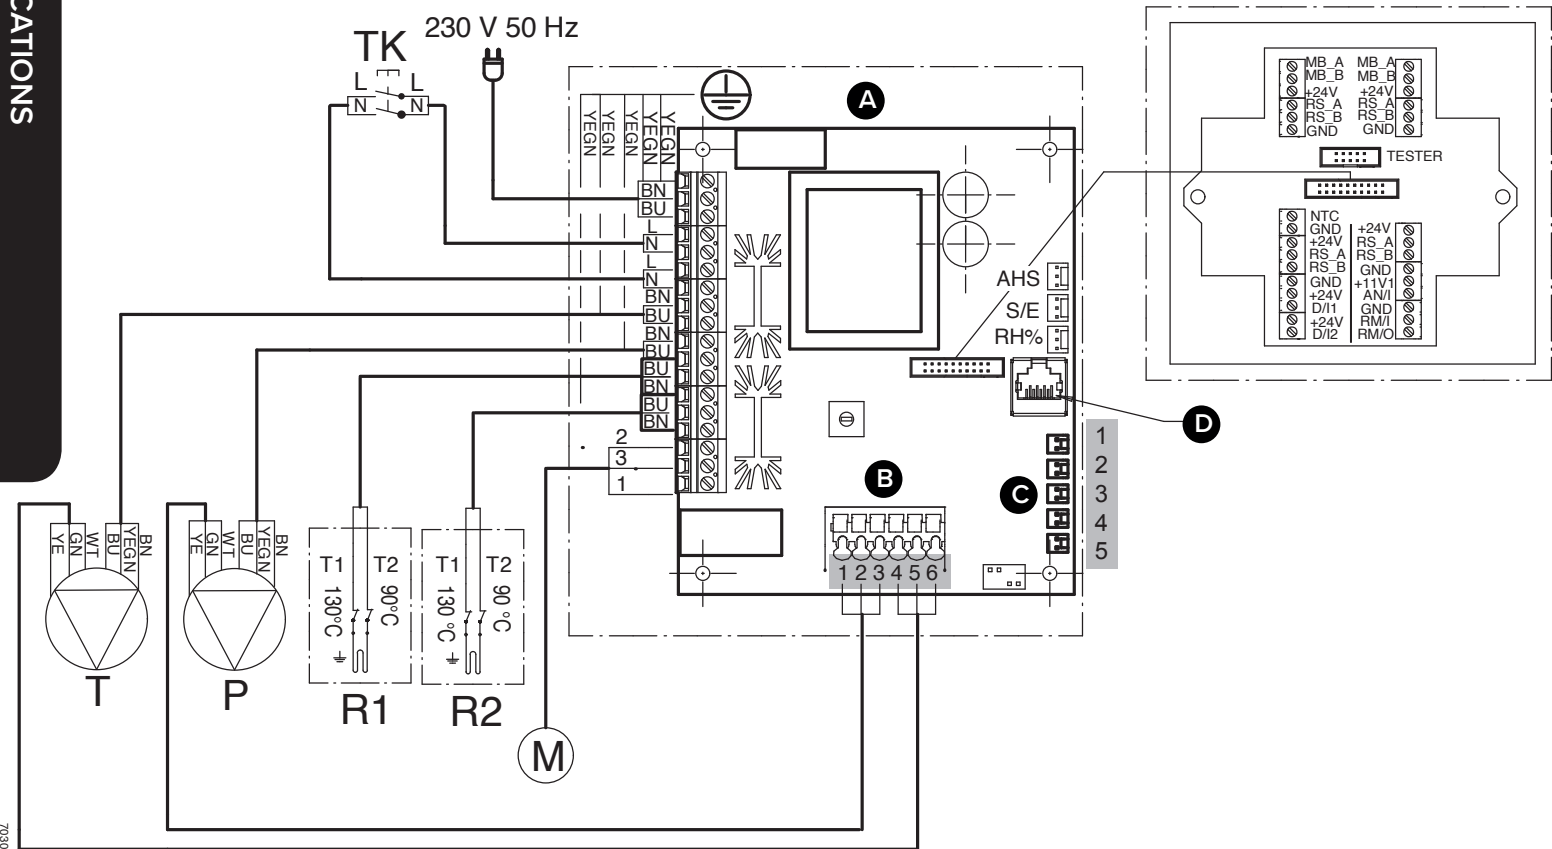 CATIONS
230 V 50 Hz
TK
L L
N N
A
YEGN
YEGN
YEGN
YEGN
YEGN
BN
BU
L
N
L
N
BN
BU
BN
BU
BU
BN
BU
BN
2
3
1
AHS
S/E
RH%
D
B
C
1
2
3
4
5
1 2 3 4 5 6
MB_A MB_A
MB_B MB_B
+24V +24V
RS_A RS_A
RS_B RS_B
GND GND
TESTER
NTC
GND
+24V
RS_A
RS_B
GND
+24V
D/I1
+24V
D/I2
+24V
RS_A
RS_B
GND
+11V1
AN/I
GND
RM/I
RM/O
YE
GN
WT
BU
YEGN
BN
T
YE
GN
WT
BU
YEGN
BN
P
T1 T2
130°C 90°C
R1
T1 T2
130 °C 90 °C
R2
M
7030